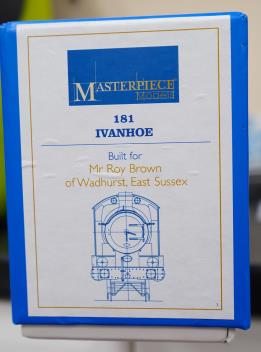 MASTERPIECE
Models
181
IVANHOE
Built for
Mr Roy Brown
of Wadhurst, East Sussex